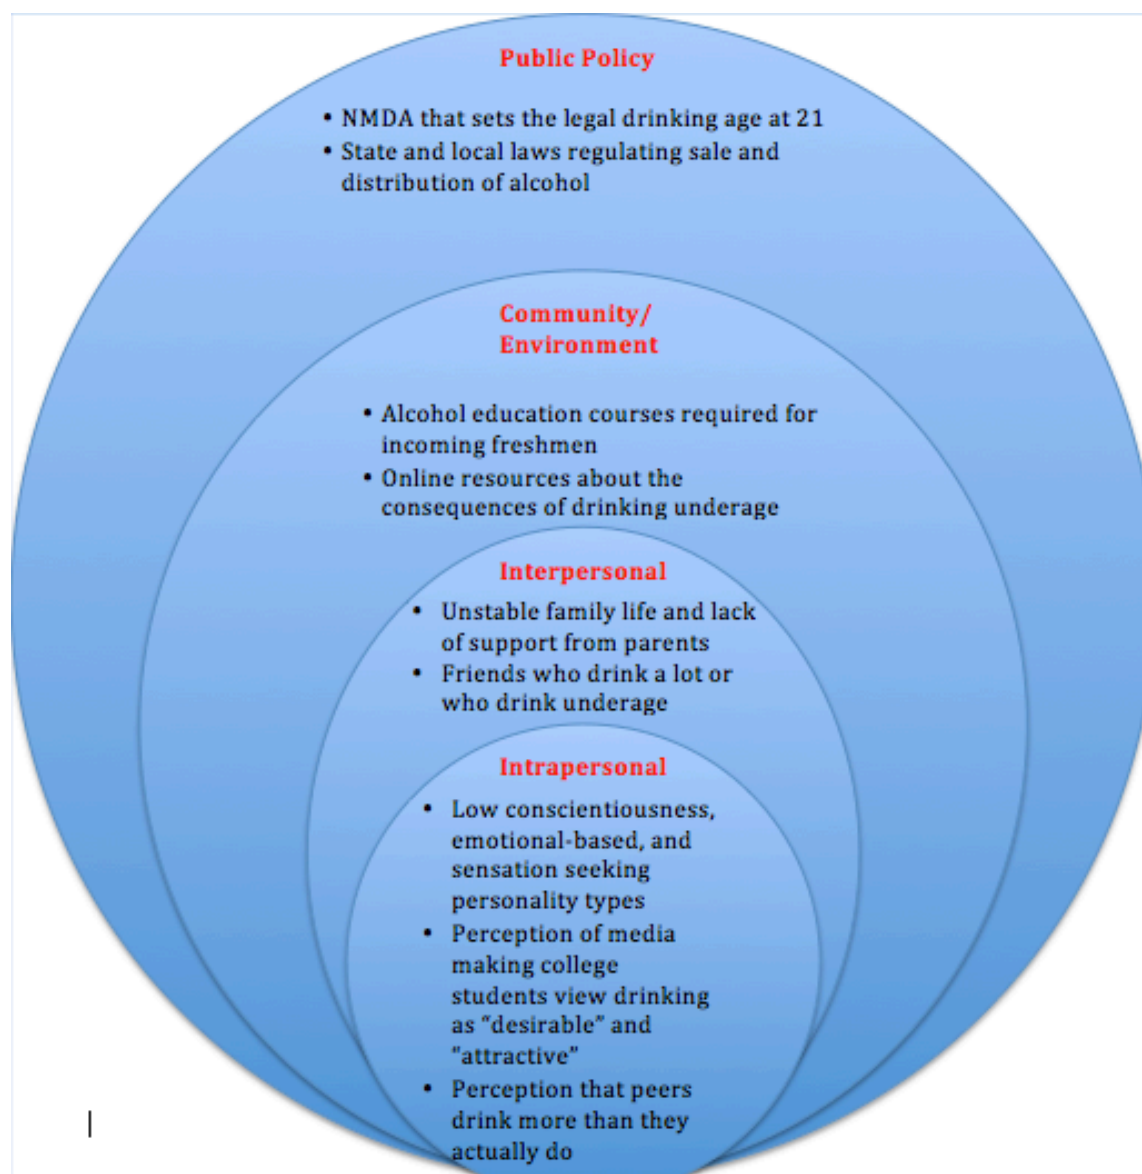 Public Policy
• NMDA that sets the legal drinking age at 21
• State and local laws regulating sale and
distribution of alcohol
Community/
Environment
• Alcohol education courses required for
incoming freshmen
• Online resources about the
consequences of drinking underage
Interpersonal
• Unstable family life and lack
of support from parents
• Friends who drink a lot or
who drink underage
Intrapersonal
• Low conscientiousness,
emotional-based, and
sensation seeking
personality types
• Perception of media
making college
students view drinking
as “desirable” and
“attractive”
• Perception that peers
drink more than they
actually do